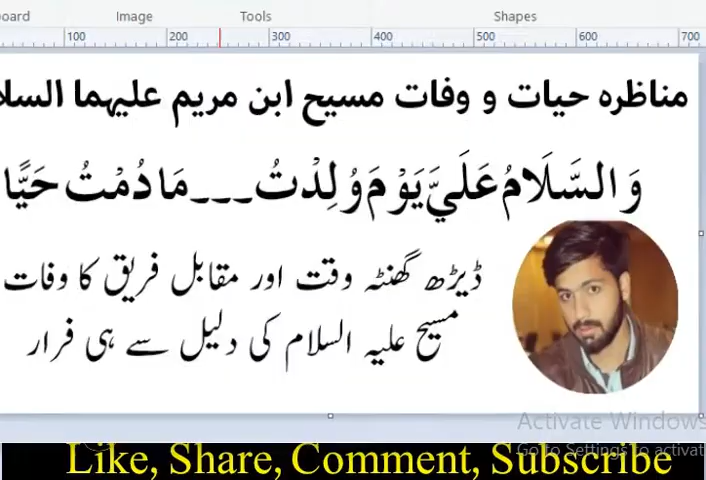 Image Tools Shapes
100 200 300 400 500 600 700
مناظرہ حیات و وفات مسیح ابن مریم علیہما
وَالسَّلَامُ عَلَيَّ يَوْمَ وُلِدْتُ۔۔۔مَا دُمْتُ حَيًّا
ڈیڑھ گھنٹہ وقت اور مقابل فریق کا وفات
مسیح علیہ السلام کی دلیل سے ہی فرار
Activate Windows
Go to Settings to activat
Like, Share, Comment, Subscribe